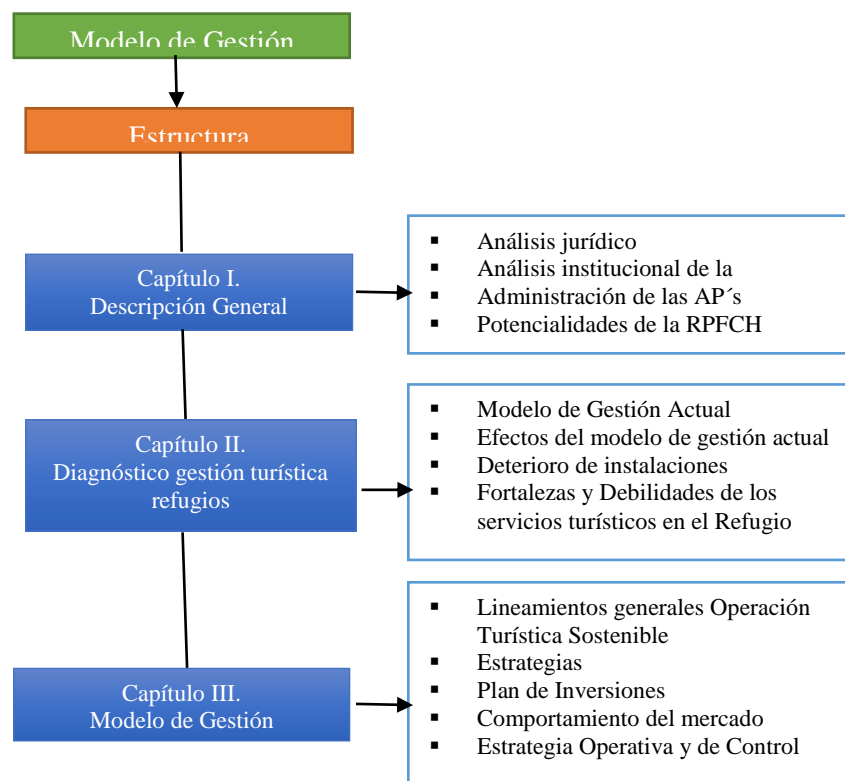 Modelo de Gestión
Estructura
Capítulo I.
Descripción General
▪ Análisis jurídico
▪ Análisis institucional de la
▪ Administración de las AP´s
▪ Potencialidades de la RPFCH
Capítulo II.
Diagnóstico gestión turística
refugios
▪ Modelo de Gestión Actual
▪ Efectos del modelo de gestión actual
▪ Deterioro de instalaciones
▪ Fortalezas y Debilidades de los
servicios turísticos en el Refugio
Capítulo III.
Modelo de Gestión
▪ Lineamientos generales Operación
Turística Sostenible
▪ Estrategias
▪ Plan de Inversiones
▪ Comportamiento del mercado
▪ Estrategia Operativa y de Control